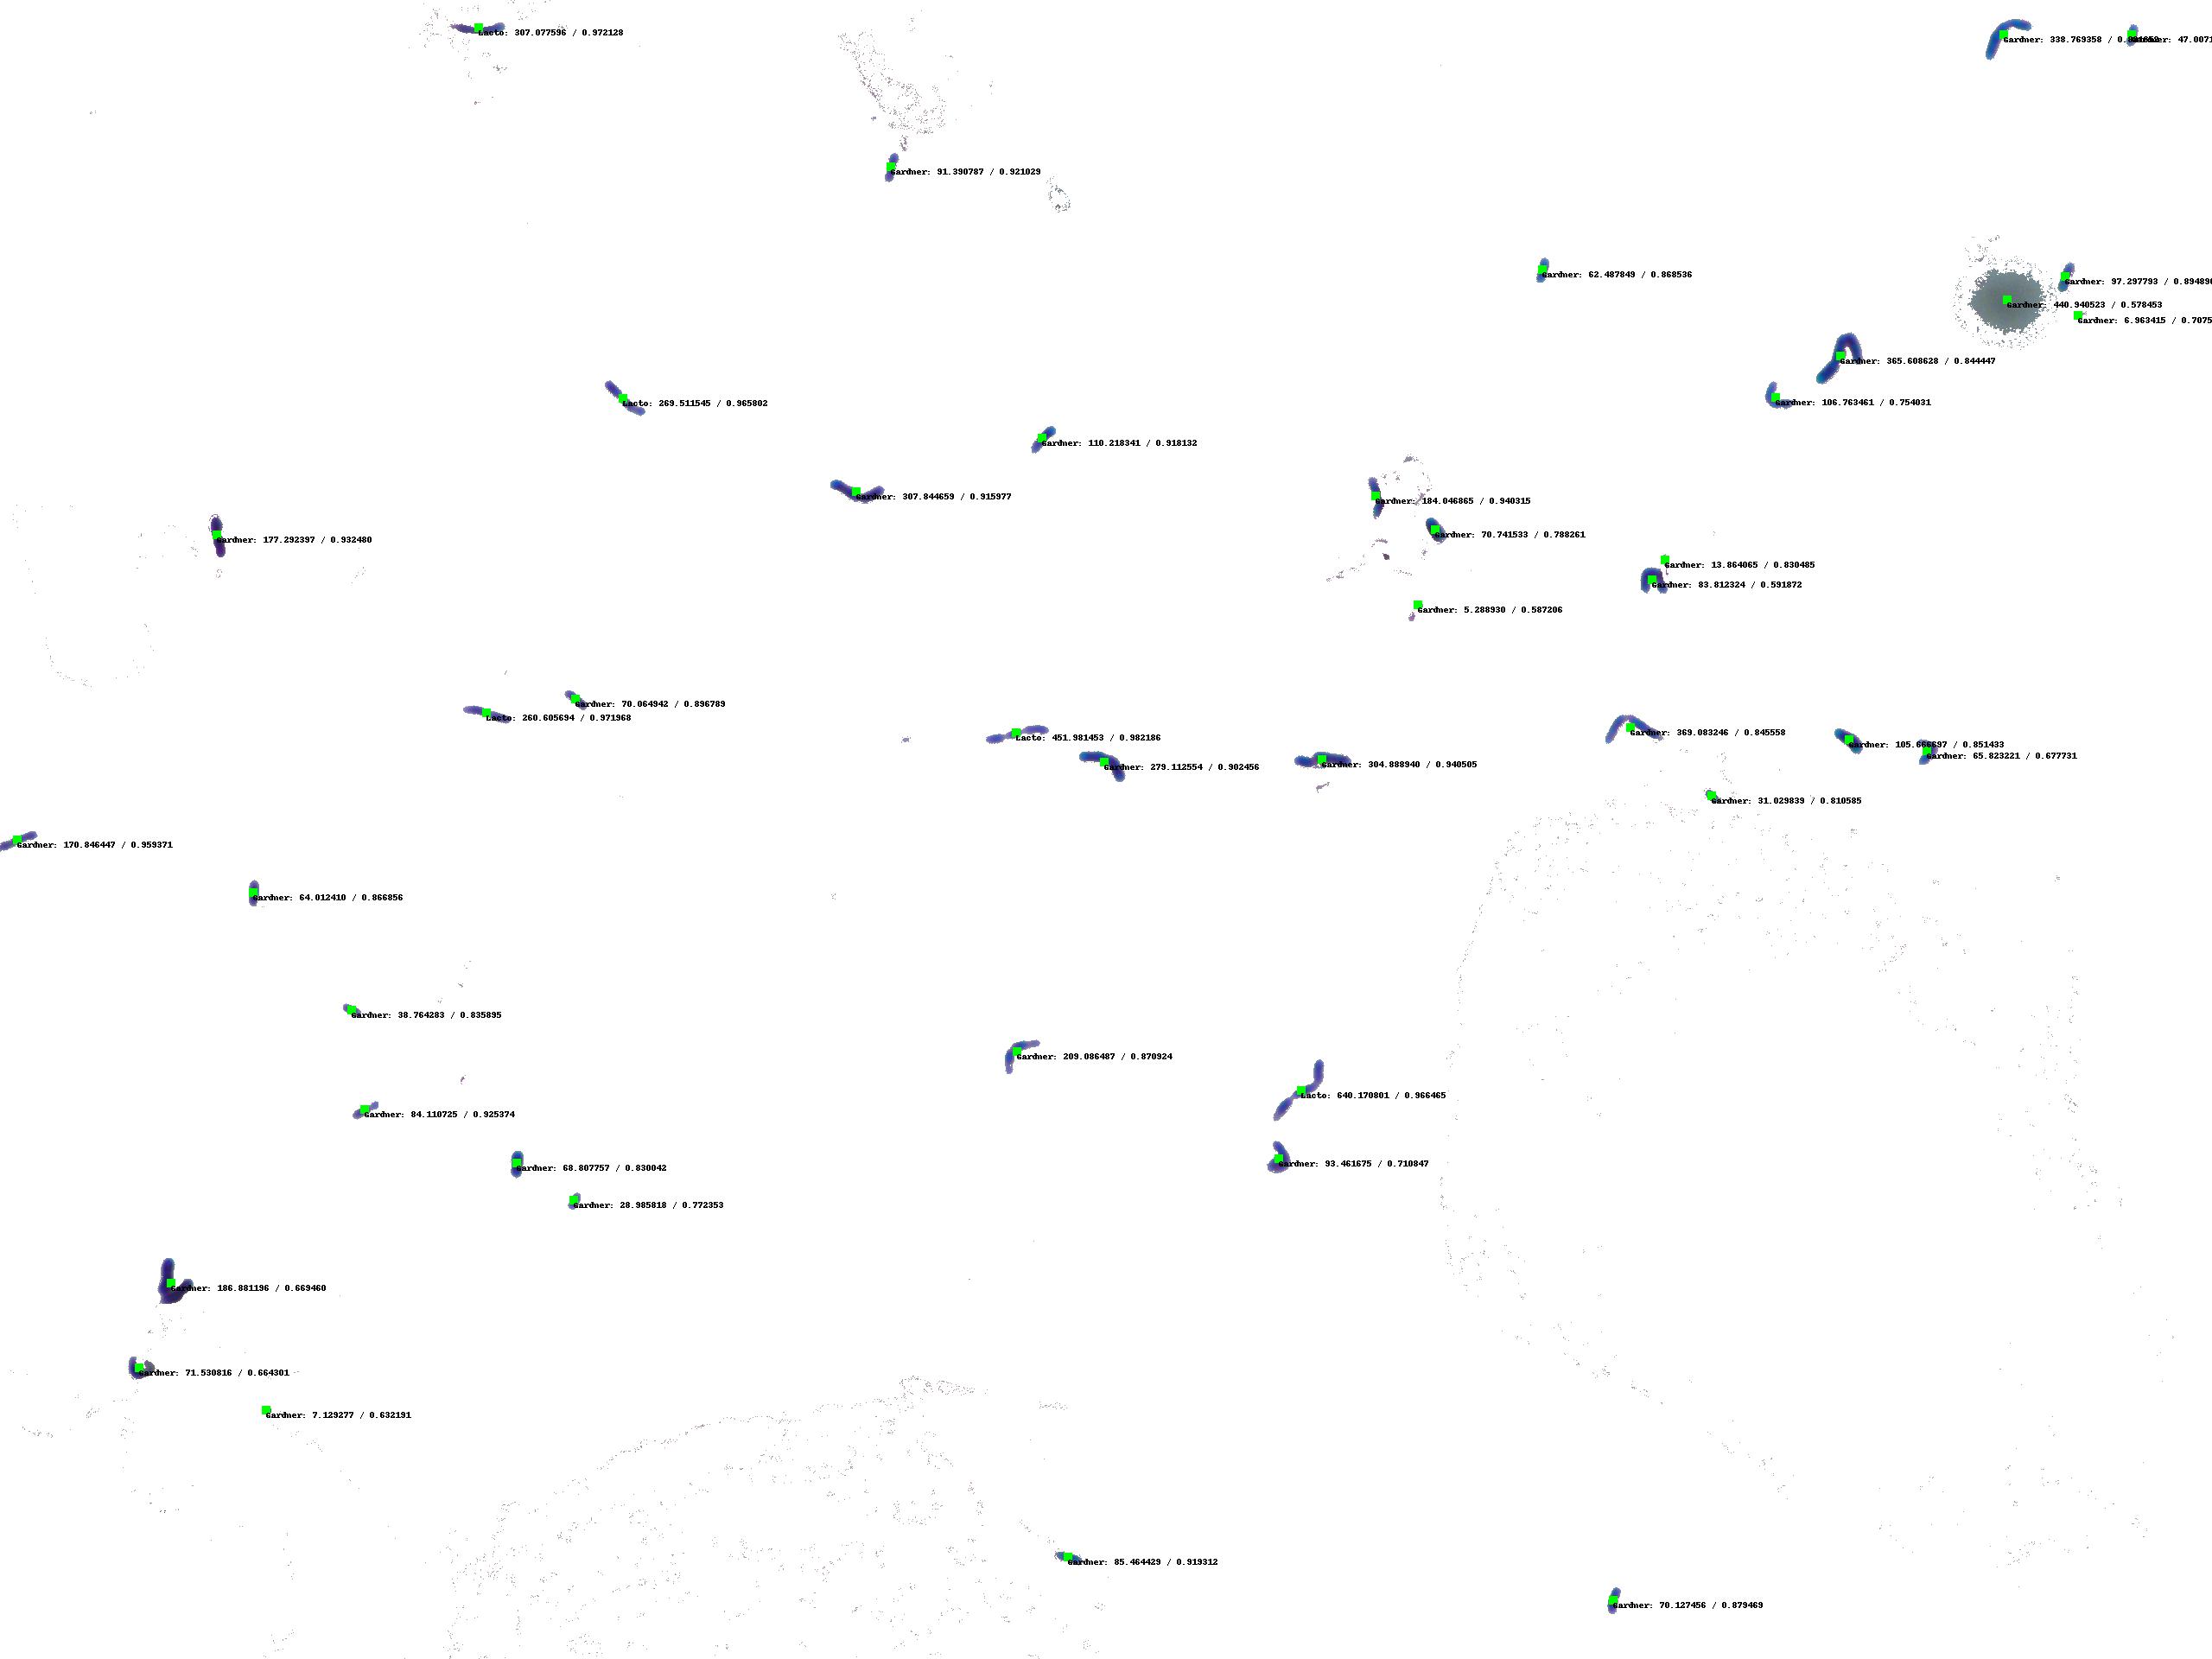 Lacto: 307.077596 / 0.972128
Gardner: 338.769358 /
Gardner: 47.0071
Gardner: 91.390787 / 0.921029
Gardner: 62.487849 / 0.868536
Gardner: 97.297793 / 0.89489
Gardner: 440.940523 / 0.578453
Gardner: 6.963415 / 0.7075
Gardner: 365.608628 / 0.844447
Lacto: 269.511545 / 0.965802
Gardner: 106.763461 / 0.754031
Gardner: 110.218341 / 0.918132
Gardner: 307.844659 / 0.915977
Gardner: 184.046865 / 0.940315
Gardner: 70.741533 / 0.788261
Gardner: 177.292397 / 0.932480
Gardner: 13.864065 / 0.830485
Gardner: 83.812324 / 0.591872
Gardner: 5.288930 / 0.587206
Gardner: 70.064942 / 0.896789
Lacto: 260.605694 / 0.971968
Gardner: 369.083246 / 0.845558
Lacto: 451.981453 / 0.982186
Gardner: 105.666697 / 0.851433
Gardner: 65.823221 / 0.677731
Gardner: 279.112554 / 0.902456
Gardner: 304.888940 / 0.940505
Gardner: 31.029839 / 0.810585
Gardner: 170.846447 / 0.959371
Gardner: 64.012410 / 0.866856
Gardner: 38.764283 / 0.835895
Gardner: 209.086487 / 0.870924
Lacto: 640.170801 / 0.966465
Gardner: 84.110725 / 0.925374
Gardner: 93.461675 / 0.710847
Gardner: 68.807757 / 0.830042
Gardner: 28.985818 / 0.772353
Gardner: 186.881196 / 0.669460
Gardner: 71.530816 / 0.664301
Gardner: 7.129277 / 0.632191
Gardner: 85.464429 / 0.919312
Gardner: 70.127456 / 0.879469